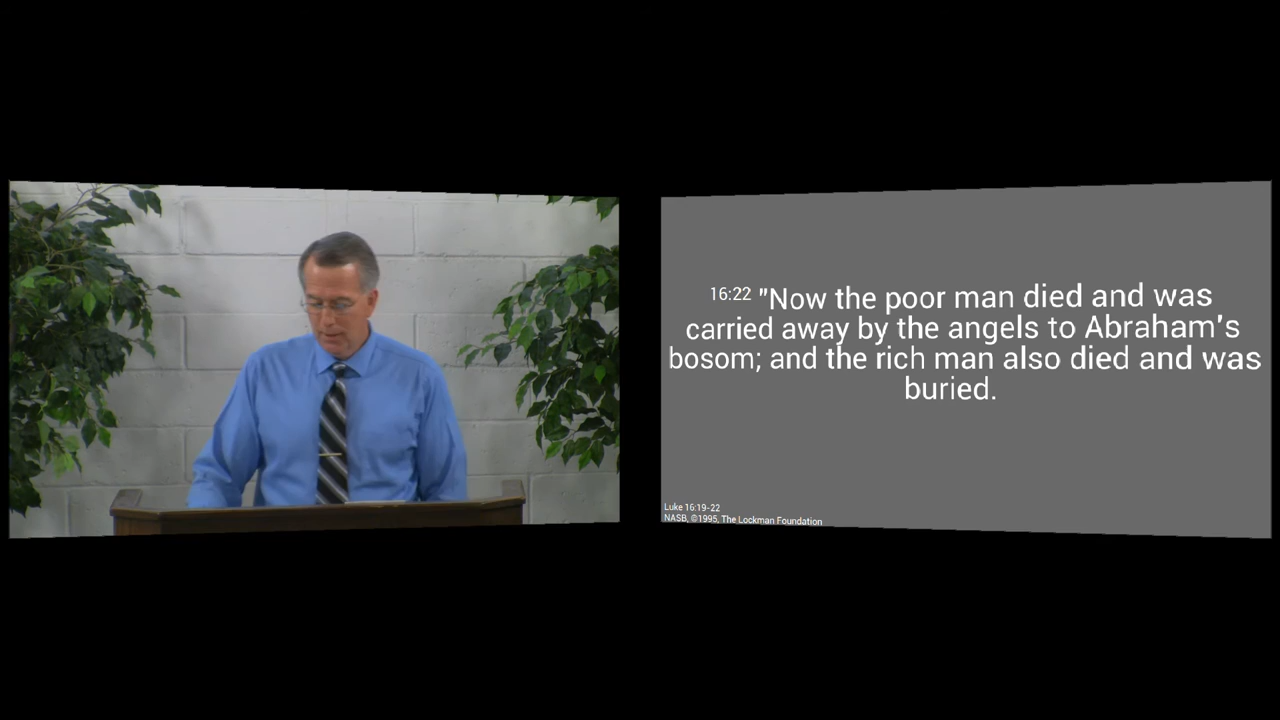 16:22 "Now the poor man died and was
carried away by the angels to Abraham's
bosom; and the rich man also died and was
buried.
Luke 16:19-22
NASB, ©1995, The Lockman Foundation